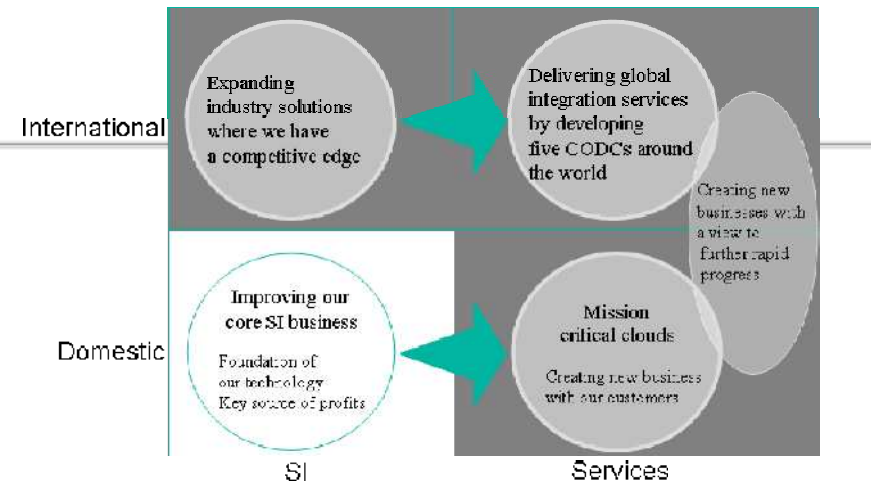 International
Expanding
industry solutions
where we have
a competitive edge
Delivering global
integration services
by developing
five CODCs around
the world
Creating new
businesses with
a view to
further rapid
progress
Domestic
Improving our
core SI business
Foundation of
our technology
Key source of profits
Mission
critical clouds
Creating new business
with our customers
SI
Services